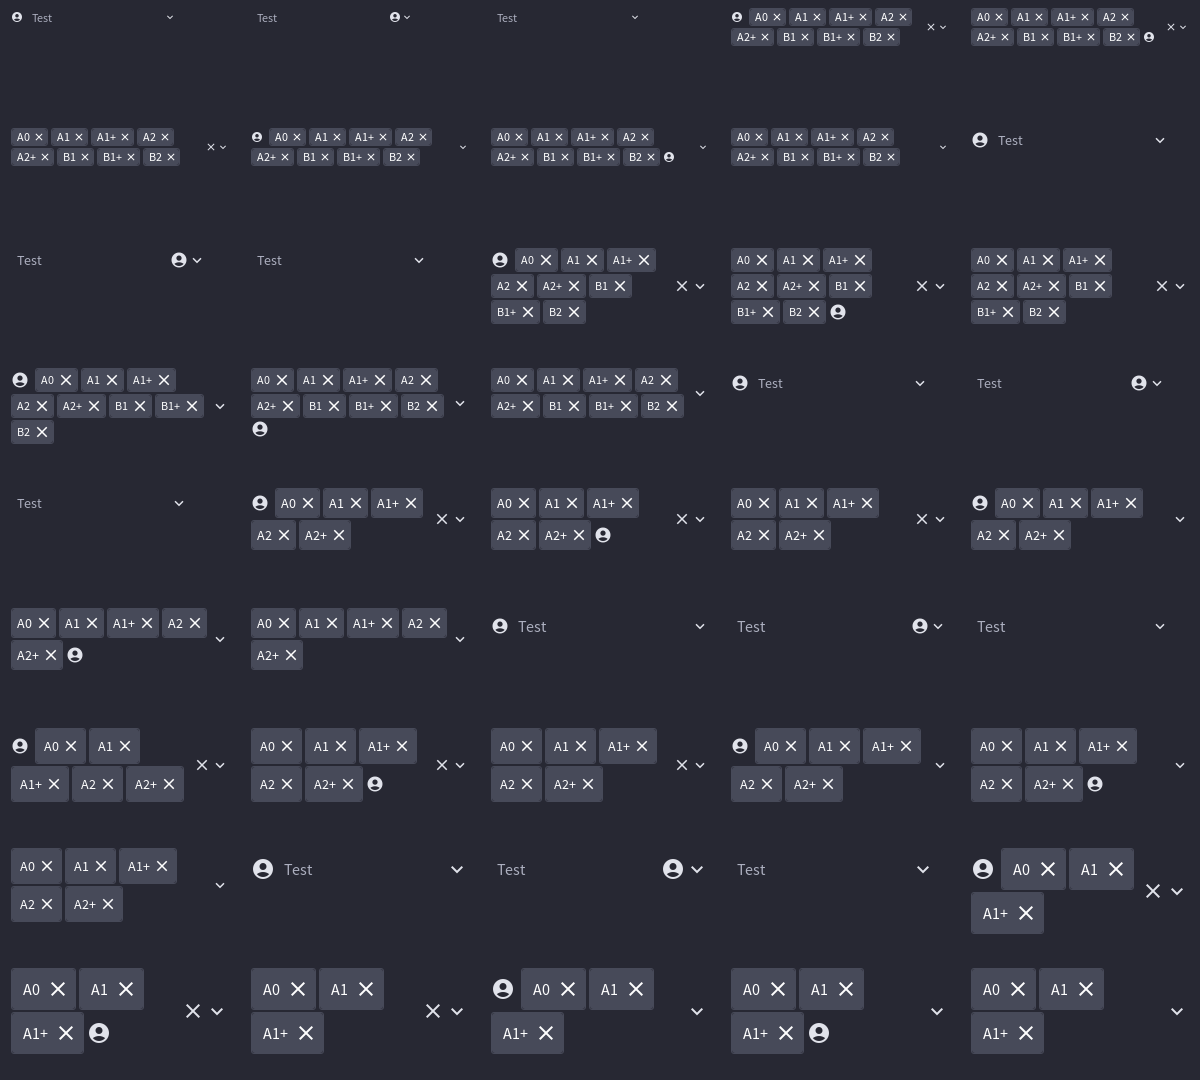 Test Test Test A0 A1 A1+ A2 A0 A1 A1+ A2
A2+ B1 B1+ B2 A2+ B1 B1+ B2
A0 A1 A1+ A2 A0 A1 A1+ A2 A0 A1 A1+ A2 A0 A1 A1+ A2 Test
A2+ B1 B1+ B2 A2+ B1 B1+ B2 A2+ B1 B1+ B2 A2+ B1 B1+ B2
Test Test A0 A1 A1+ A0 A1 A1+ A0 A1 A1+
A2 A2+ B1 A2 A2+ B1 A2 A2+ B1
B1+ B2 B1+ B2 B1+ B2
A0 A1 A1+ A0 A1 A1+ A2 A0 A1 A1+ A2 Test Test
A2 A2+ B1 B1+ A2+ B1 B1+ B2 A2+ B1 B1+ B2
B2
Test A0 A1 A1+ A0 A1 A1+ A0 A1 A1+ A0 A1 A1+
A2 A2+ A2 A2+ A2 A2+ A2 A2+
A0 A1 A1+ A2 A0 A1 A1+ A2 Test Test Test
A2+ A2+
A0 A1 A0 A1 A1+ A0 A1 A1+ A0 A1 A1+ A0 A1 A1+
A1+ A2 A2+ A2 A2+ A2 A2+ A2 A2+ A2 A2+
A0 A1 A1+ Test Test Test A0 A1
A2 A2+ A1+
A0 A1 A0 A1 A0 A1 A0 A1 A0 A1
A1+ A1+ A1+ A1+ A1+